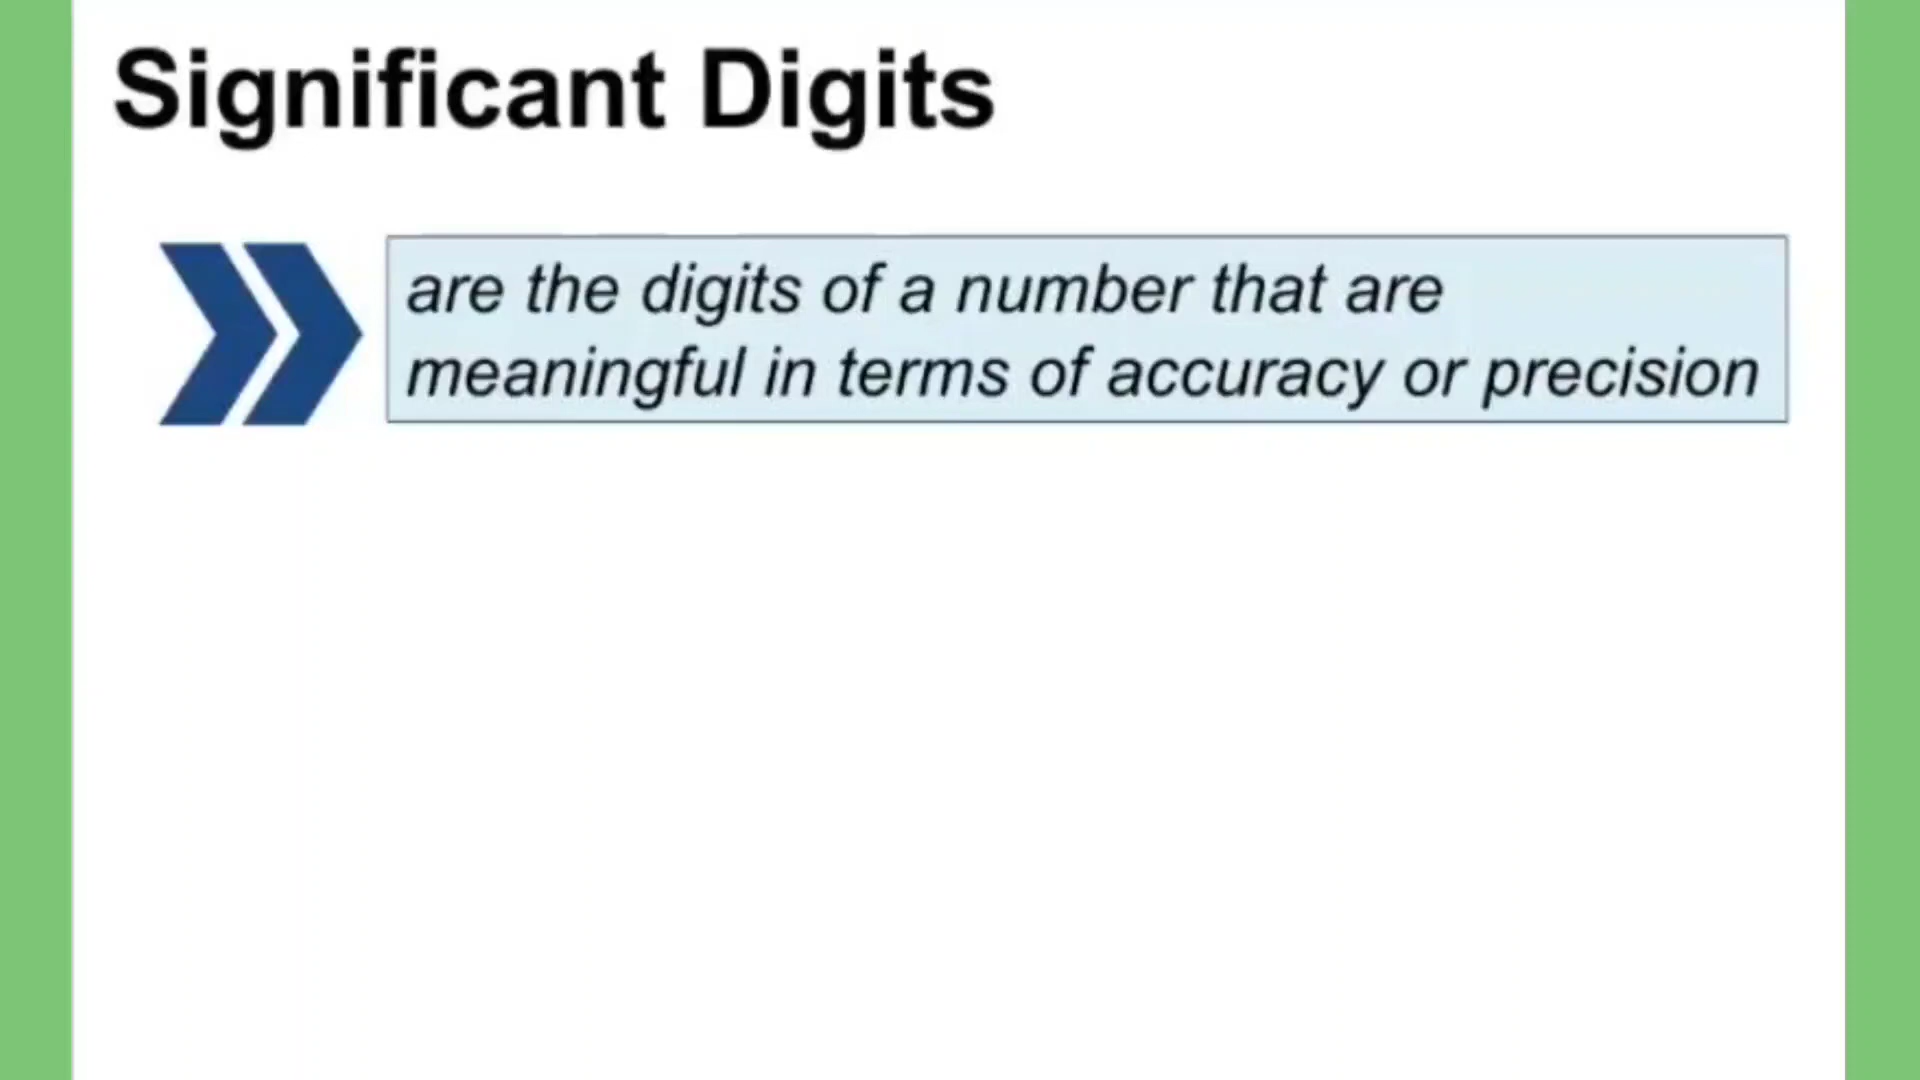 Significant Digits
are the digits of a number that are
meaningful in terms of accuracy or precision